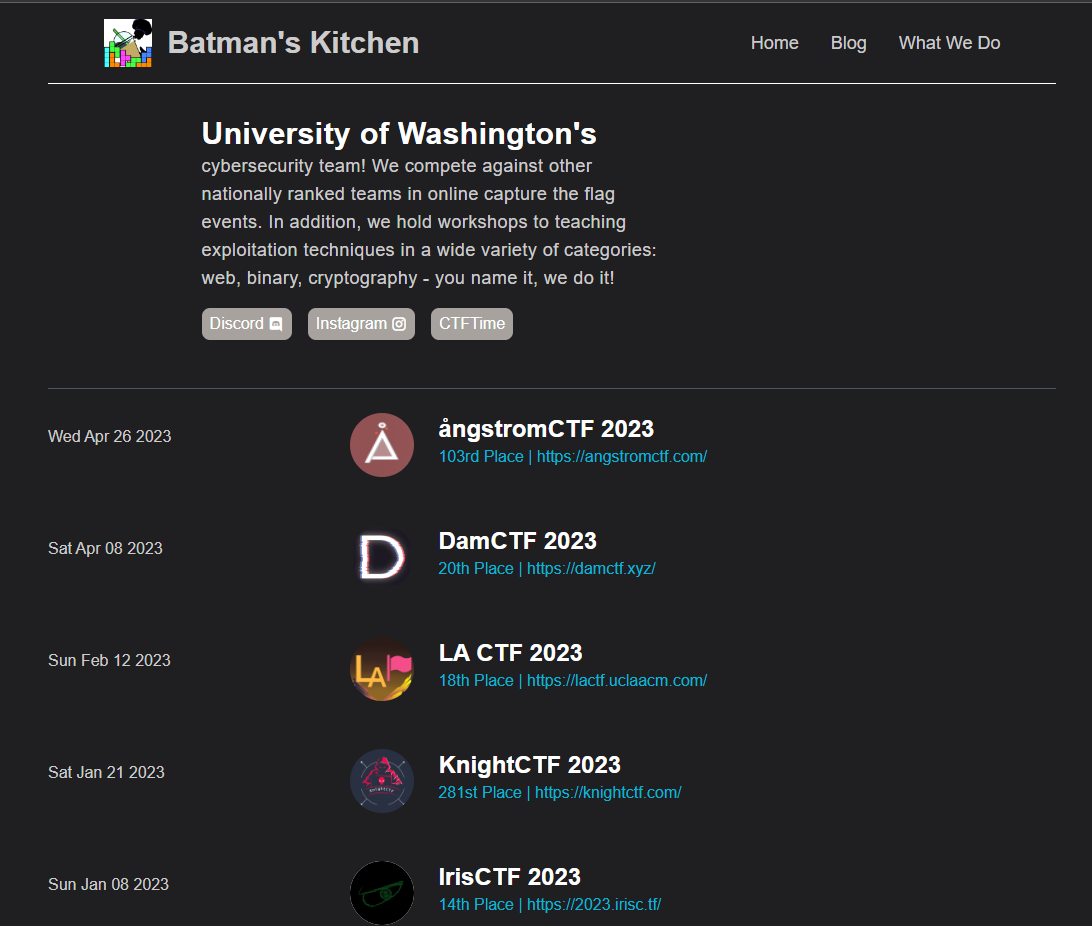 Batman's Kitchen
Home
Blog
What We Do
University of Washington's
cybersecurity team! We compete against other
nationally ranked teams in online capture the flag
events. In addition, we hold workshops to teaching
exploitation techniques in a wide variety of categories:
web, binary, cryptography - you name it, we do it!
Discord
Instagram
CTFTime
Wed Apr 26 2023
Å
ångstromCTF 2023
103rd Place | https://angstromctf.com/
Sat Apr 08 2023
D
DamCTF 2023
20th Place | https://damctf.xyz/
Sun Feb 12 2023
LA
LA CTF 2023
18th Place | https://lactf.uclaacm.com/
Sat Jan 21 2023
KnightCTF 2023
281st Place | https://knightctf.com/
Sun Jan 08 2023
IrisCTF 2023
14th Place | https://2023.irisc.tf/